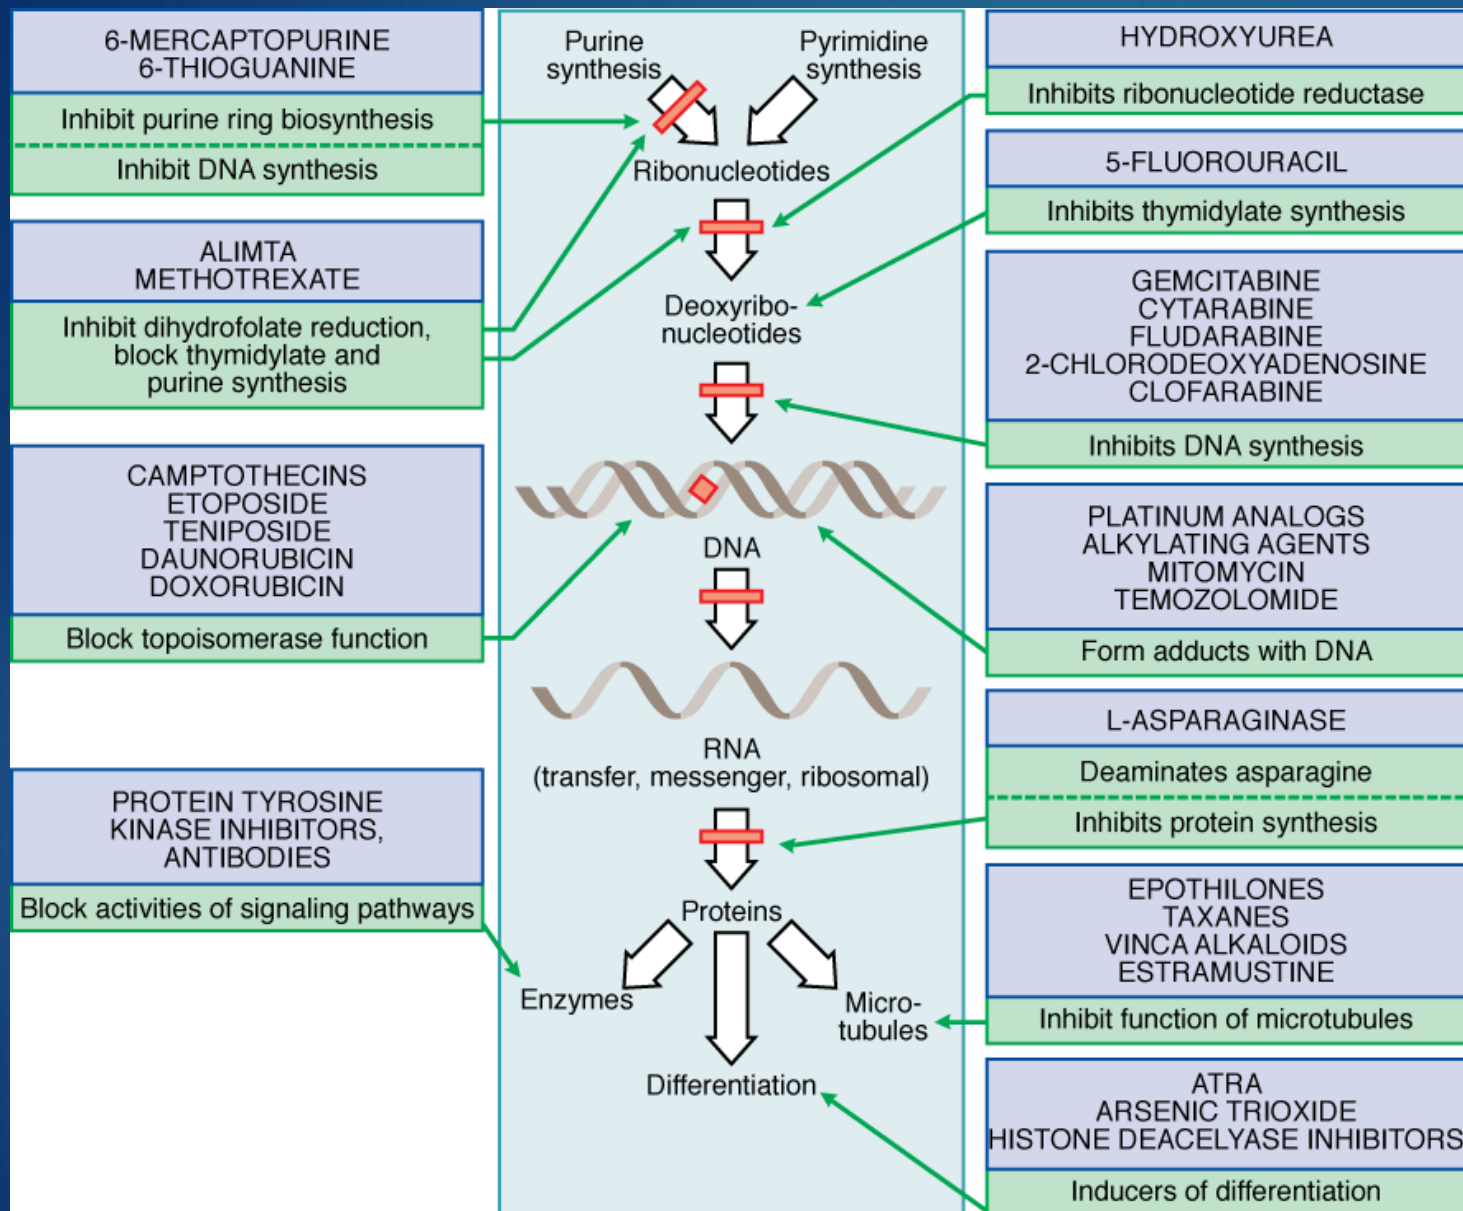 6-MERCAPTOPURINE
6-THIOGUANINE
Inhibit purine ring biosynthesis
Inhibit DNA synthesis
ALIMTA
METHOTREXATE
Inhibit dihydrofolate reduction,
block thymidylate and
purine synthesis
CAMPTOTHECINS
ETOPOSIDE
TENIPOSIDE
DAUNORUBICIN
DOXORUBICIN
Block topoisomerase function
PROTEIN TYROSINE
KINASE INHIBITORS,
ANTIBODIES
Block activities of signaling pathways
Purine
synthesis
Pyrimidine
synthesis
Ribonucleotides
Deoxyribo-
nucleotides
DNA
RNA
(transfer, messenger, ribosomal)
Proteins
Enzymes
Micro-
tubules
Differentiation
HYDROXYUREA
Inhibits ribonucleotide reductase
5-FLUOROURACIL
Inhibits thymidylate synthesis
GEMCITABINE
CYTARABINE
FLUDARABINE
2-CHLORODEOXYADENOSINE
CLOFARABINE
Inhibits DNA synthesis
PLATINUM ANALOGS
ALKYLATING AGENTS
MITOMYCIN
TEMOZOLOMIDE
Form adducts with DNA
L-ASPARAGINASE
Deaminates asparagine
Inhibits protein synthesis
EPOTHILONES
TAXANES
VINCA ALKALOIDS
ESTRAMUSTINE
Inhibit function of microtubules
ATRA
ARSENIC TRIOXIDE
HISTONE DEACELYASE INHIBITORS
Inducers of differentiation